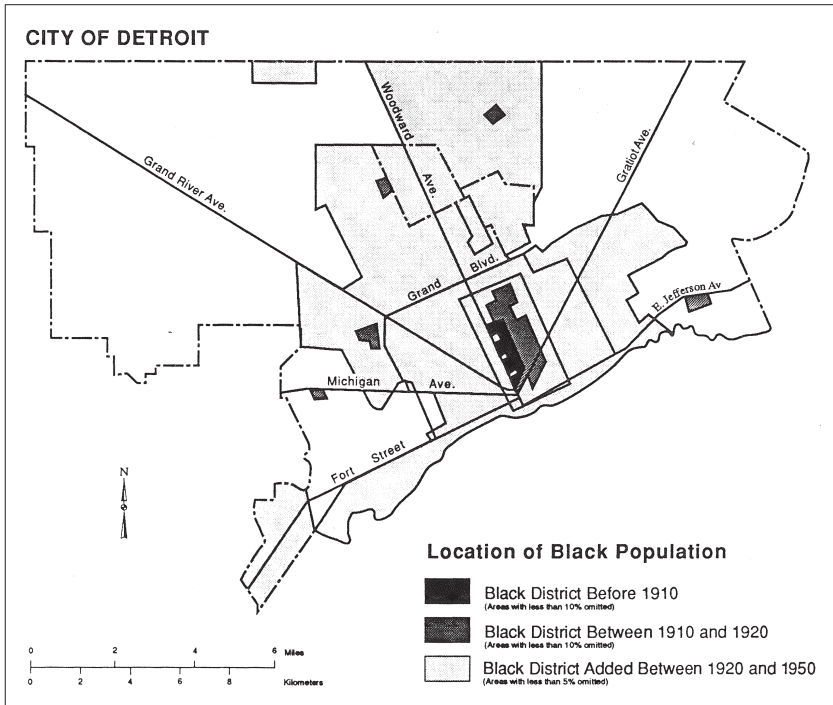 CITY OF DETROIT
Woodward
Ave.
Gratiot Ave.
Grand River Ave.
Grand
Blvd.
E. Jefferson Av
Michigan
Ave.
Fort
Street
N
Location of Black Population
Black District Before 1910
(Areas with less than 10% omitted)
Black District Between 1910 and 1920
(Areas with less than 10% omitted)
Black District Added Between 1920 and 1950
(Areas with less than 5% omitted)
0 2 4 6 Miles
0 2 4 6 8 Kilometers